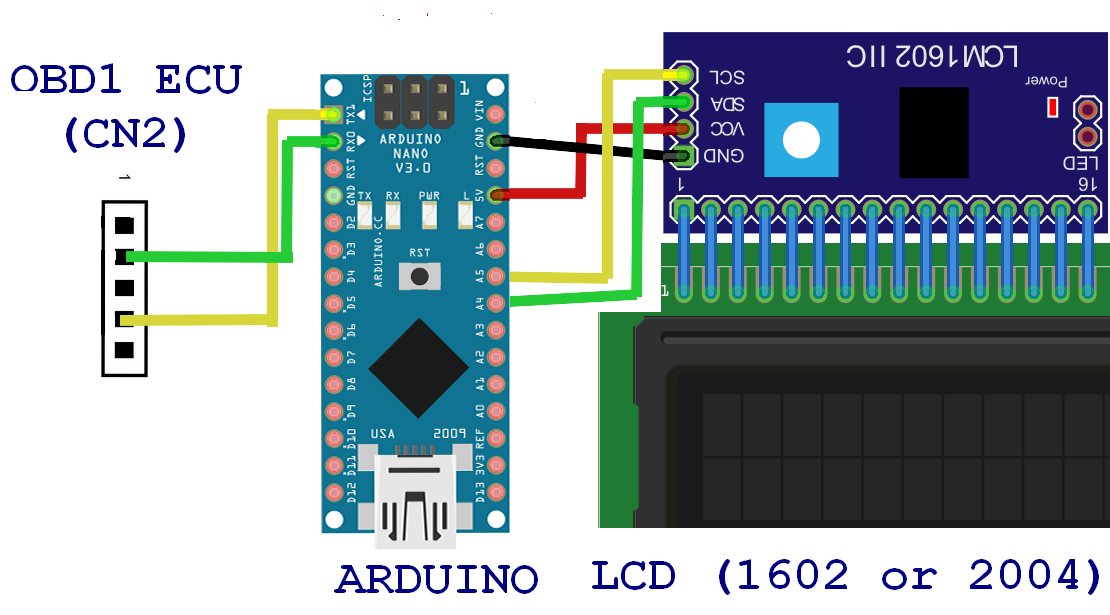 OBD1 ECU
(CN2)
1
ICSP
1
TX1
RX0
RST
GND
D2
D3
D4
D5
D6
D7
D8
D9
D10
D11
D12
ARDUINO
NANO
V3.0
TX RX PWR L
ARDUINO.CC
RST
USA 2009
VIN
GND
RST
5V
A7
A6
A5
A4
A3
A2
A1
A0
REF
3V3
D13
LCM1602 IIC
SCL
SDA
VCC
GND
Power
LED
1 16
1
ARDUINO
LCD (1602 or 2004)